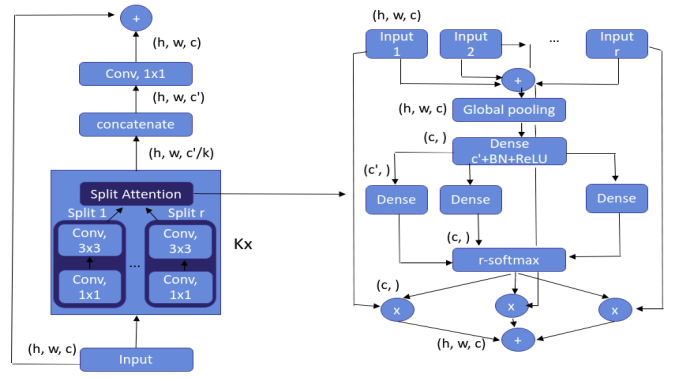 +
(h, w, c)
Conv, 1x1
(h, w, c')
concatenate
(h, w, c'/k)
Split Attention
Split 1
Split r
Conv,
3x3
...
Conv,
3x3
Conv,
1x1
Conv,
1x1
Kx
(h, w, c)
Input
(h, w, c)
Input
1
Input
2
...
Input
r
+
(h, w, c)
Global pooling
(c, )
Dense
c'+BN+ReLU
(c', )
Dense
Dense
Dense
(c, )
r-softmax
(c, )
x
x
x
(h, w, c)
+